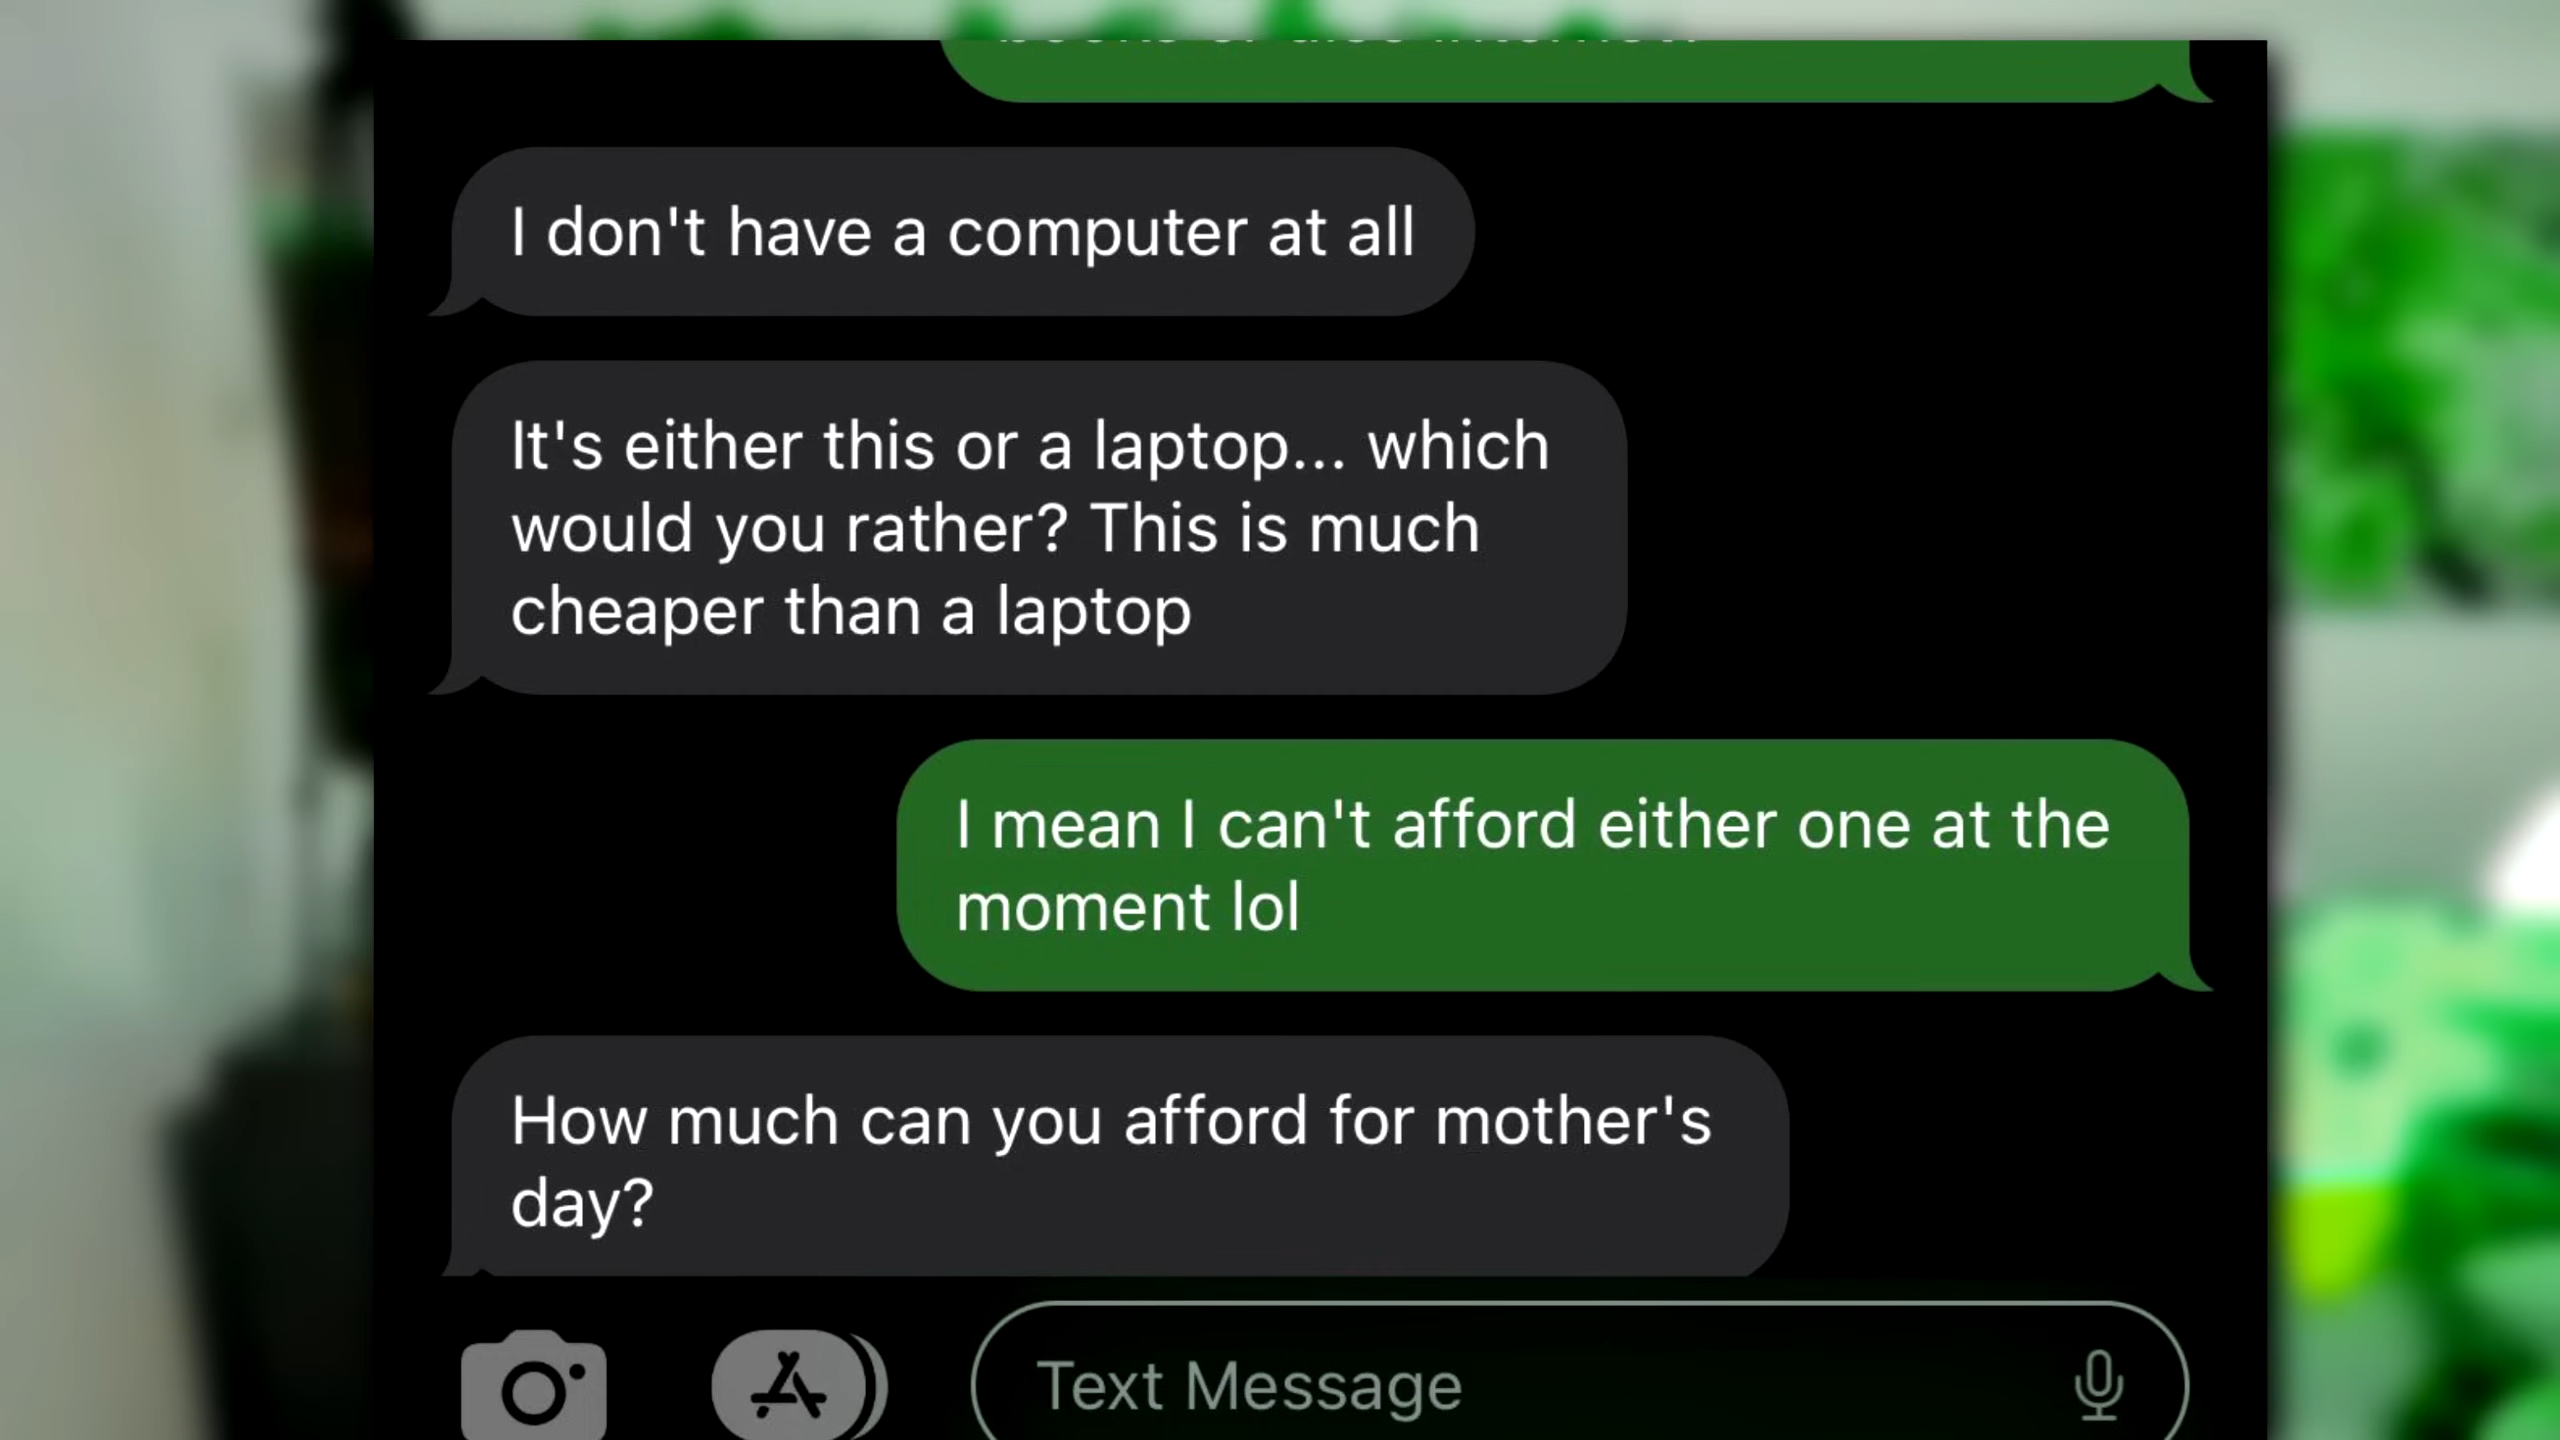 I don't have a computer at all
It's either this or a laptop... which
would you rather? This is much
cheaper than a laptop
I mean I can't afford either one at the
moment lol
How much can you afford for mother's
day?
Text Message